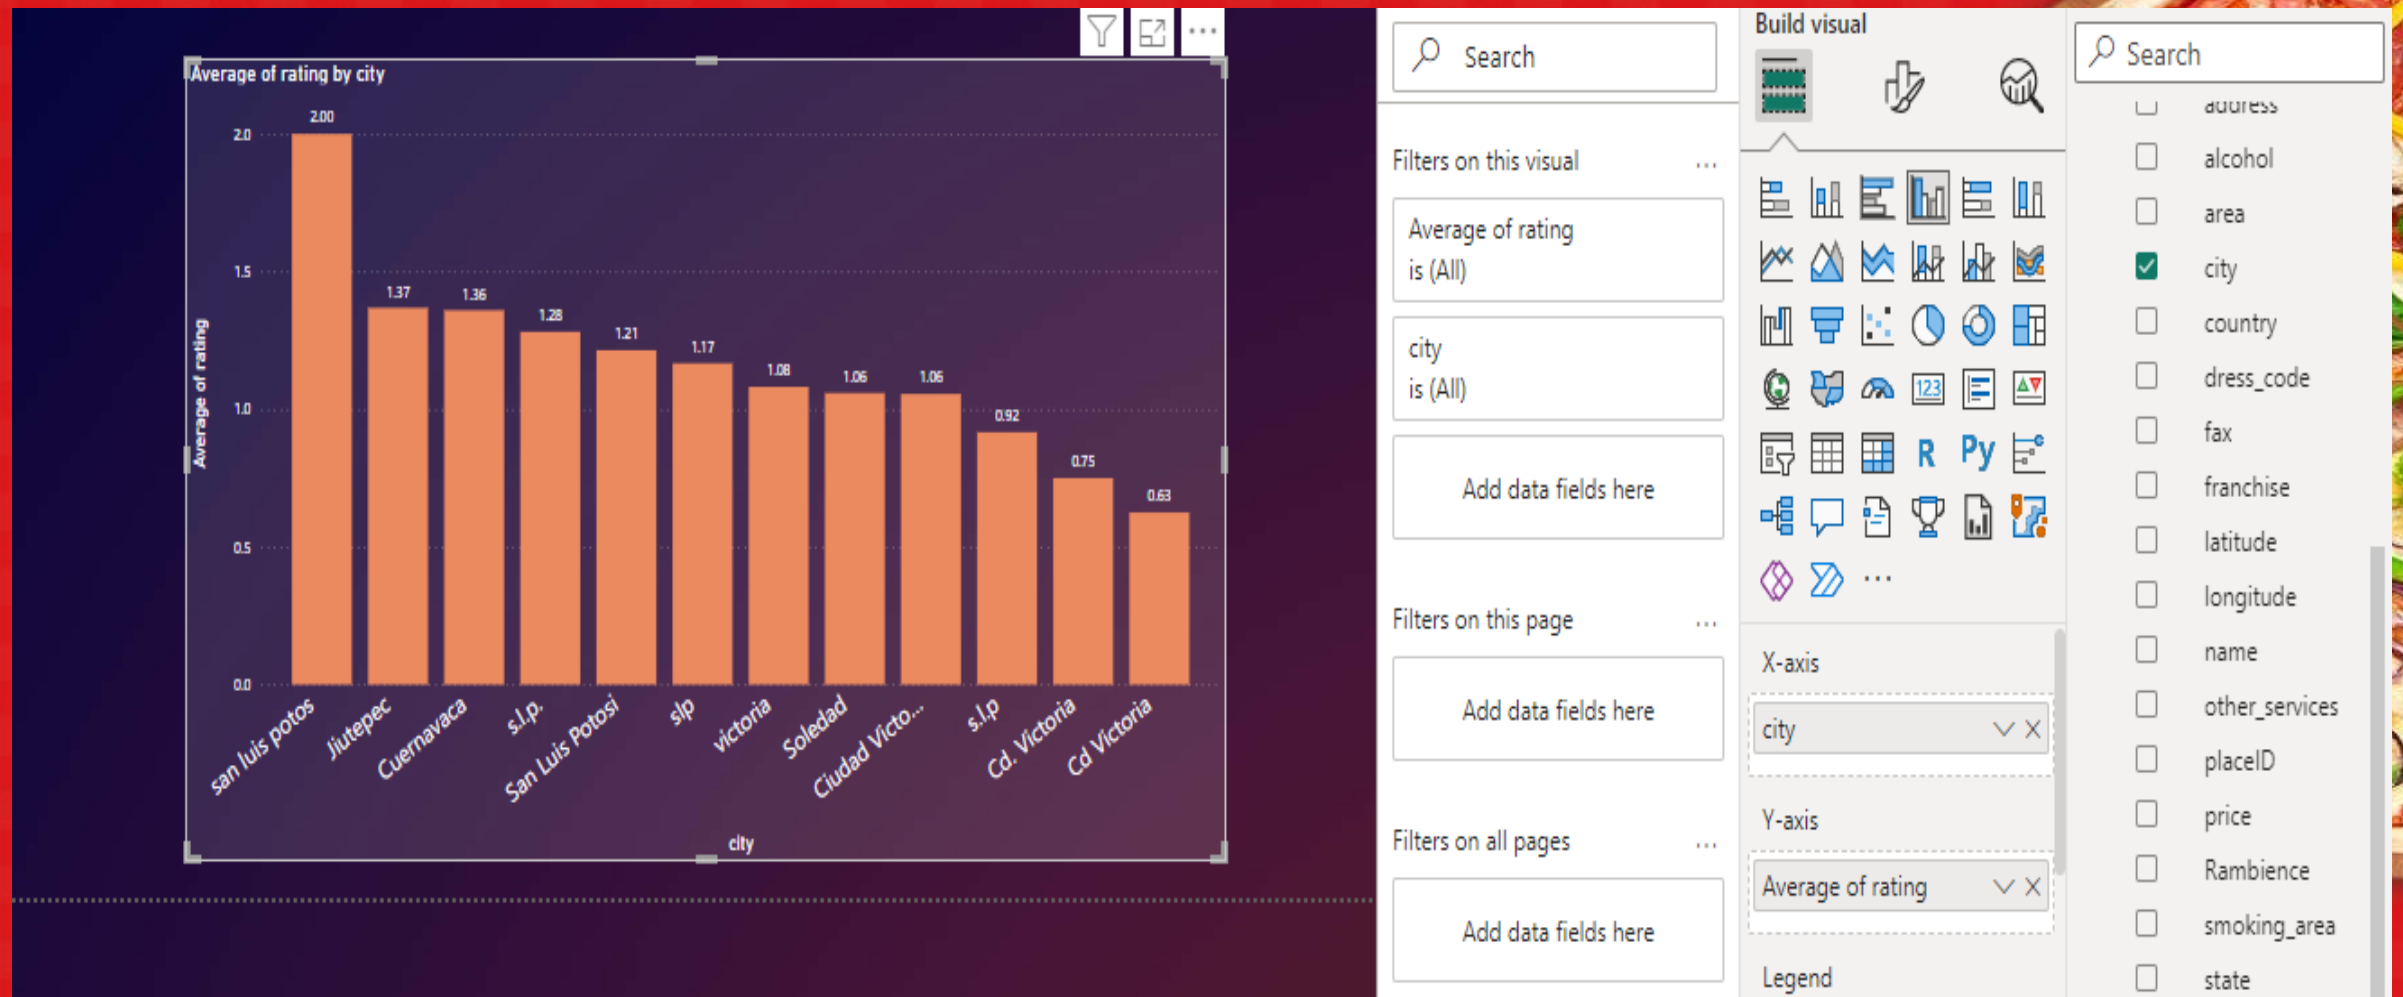 Average of rating by city
2.00
1.37
1.36
1.28
1.21
1.17
1.08
1.06
1.06
0.92
0.75
0.63
2.0
1.5
1.0
0.5
0.0
Average of rating
san luis potos
Jiutepec
Cuernavaca
s.l.p.
San Luis Potosi
slp
victoria
Soledad
Ciudad Victo...
s.l.p
Cd. Victoria
Cd Victoria
city
Search
Filters on this visual
Average of rating
is (All)
city
is (All)
Add data fields here
Filters on this page
Add data fields here
Filters on all pages
Add data fields here
Build visual
123
R Py
X-axis
city
Y-axis
Average of rating
Legend
Search
address
alcohol
area
city
country
dress_code
fax
franchise
latitude
longitude
name
other_services
placeID
price
Rambience
smoking_area
state